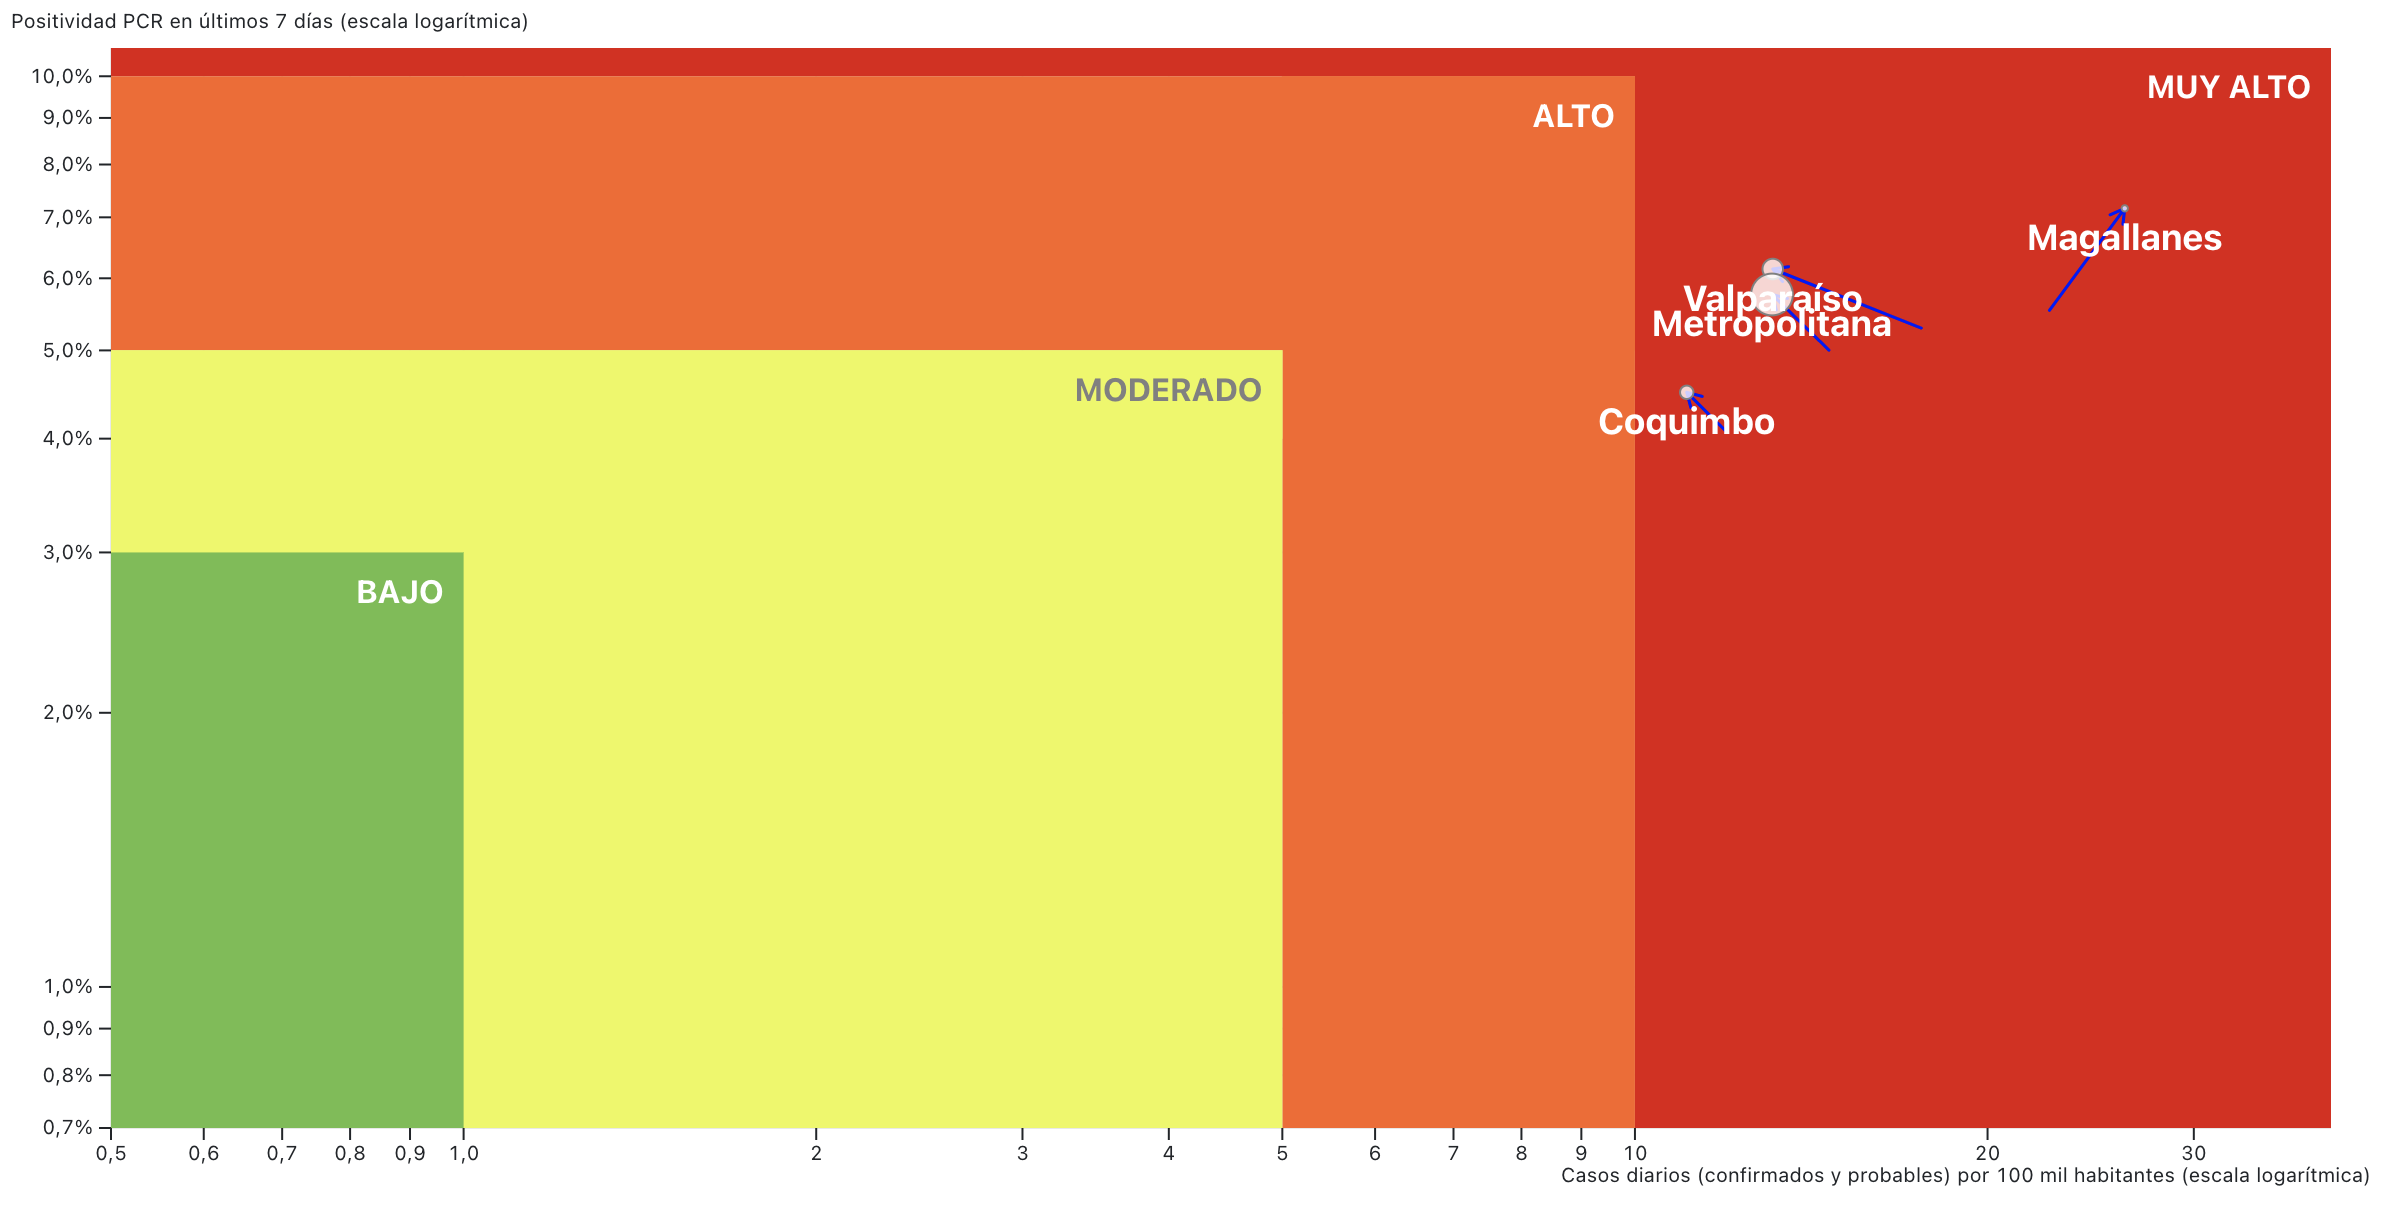 Positividad PCR en últimos 7 días (escala logarítmica)
10,0%
MUY ALTO
9,0%
ALTO
8,0%
7,0%
Magallanes
6,0%
Valparaíso
Metropolitana
5,0%
MODERADO
4,0%
Coquimbo
3,0%
BAJO
2,0%
1,0%
0,9%
0,8%
0,7%
0,5 0,6 0,7 0,8 0,9 1,0 2 3 4 5 6 7 8 9 10 20 30
Casos diarios (confirmados y probables) por 100 mil habitantes (escala logarítmica)